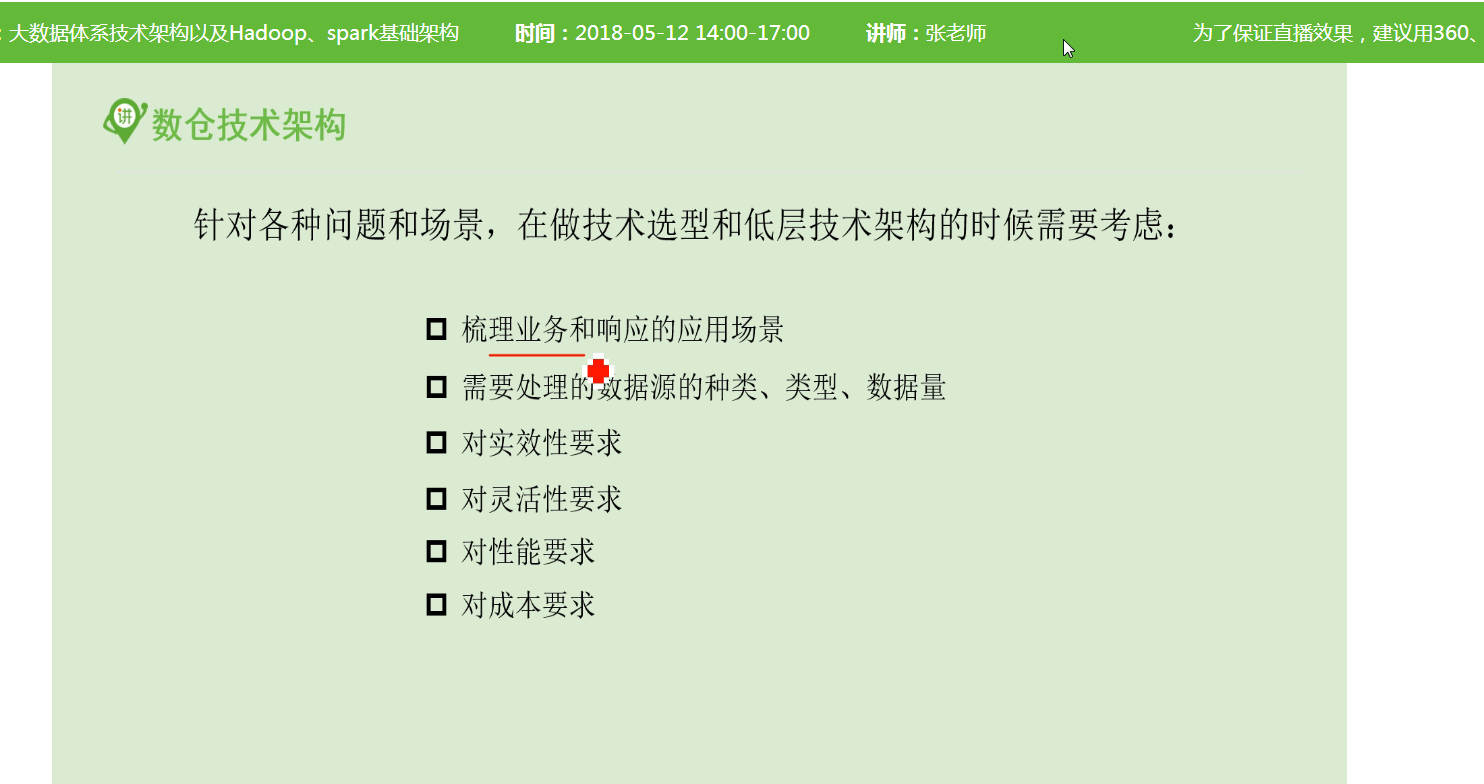 ：大数据体系技术架构以及Hadoop、spark基础架构 时间：2018-05-12 14:00-17:00 讲师：张老师 为了保证直播效果，建议用360、
讲 数仓技术架构
针对各种问题和场景，在做技术选型和低层技术架构的时候需要考虑：
梳理业务和响应的应用场景
需要处理的数据源的种类、类型、数据量
对实效性要求
对灵活性要求
对性能要求
对成本要求